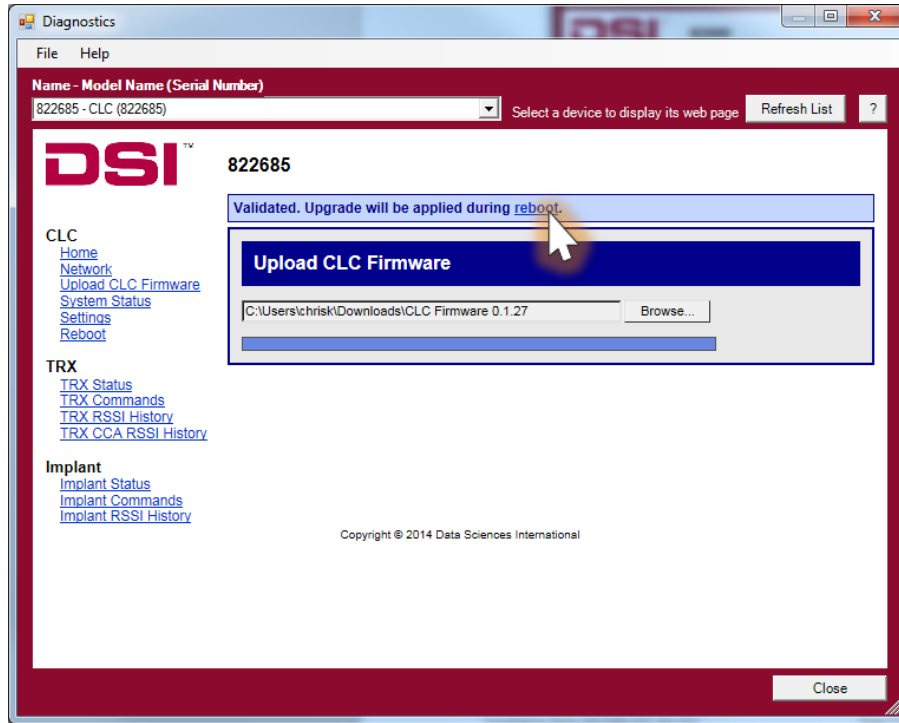 Diagnostics
File Help
Name - Model Name (Serial Number)
822685 - CLC (822685)
Select a device to display its web page
Refresh List
?
DSI™
822685
Validated. Upgrade will be applied during reboot.
CLC
Home
Network
Upload CLC Firmware
System Status
Settings
Reboot
Upload CLC Firmware
C:\Users\chrisk\Downloads\CLC Firmware 0.1.27
Browse...
TRX
TRX Status
TRX Commands
TRX RSSI History
TRX CCA RSSI History
Implant
Implant Status
Implant Commands
Implant RSSI History
Copyright © 2014 Data Sciences International
Close